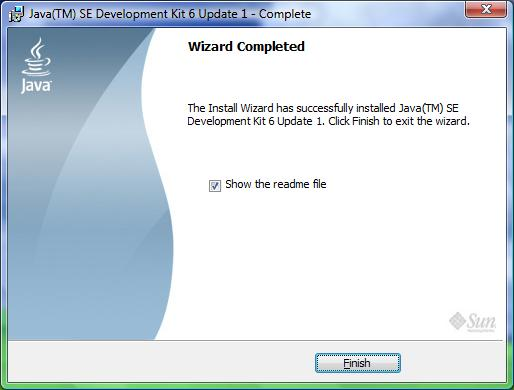 Java(TM) SE Development Kit 6 Update 1 - Complete
Java
Wizard Completed
The Install Wizard has successfully installed Java(TM) SE
Development Kit 6 Update 1. Click Finish to exit the wizard.
Show the readme file
Sun
Finish